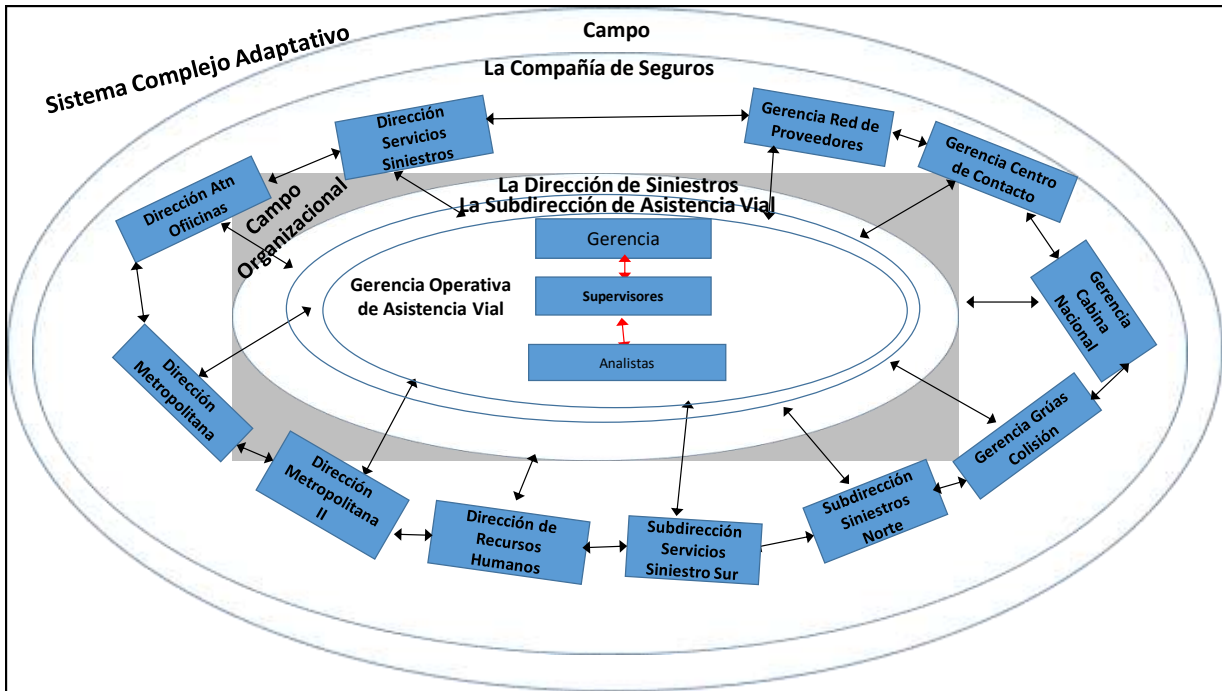 Campo
Sistema Complejo Adaptativo
La Compañía de Seguros
Dirección
Servicios
Siniestros
Gerencia Red de
Proveedores
Gerencia Centro
de Contacto
Dirección Atn
Ofiicinas
Campo
Organizacional
La Dirección de Siniestros
La Subdirección de Asistencia Vial
Gerencia
Gerencia Operativa
de Asistencia Vial
Supervisores
Analistas
Gerencia
Cabina
Nacional
Dirección
Metropolitana
Gerencia Grúas
Colisión
Dirección
Metropolitana
II
Dirección de
Recursos
Humanos
Subdirección
Servicios
Siniestro Sur
Subdirección
Siniestros
Norte